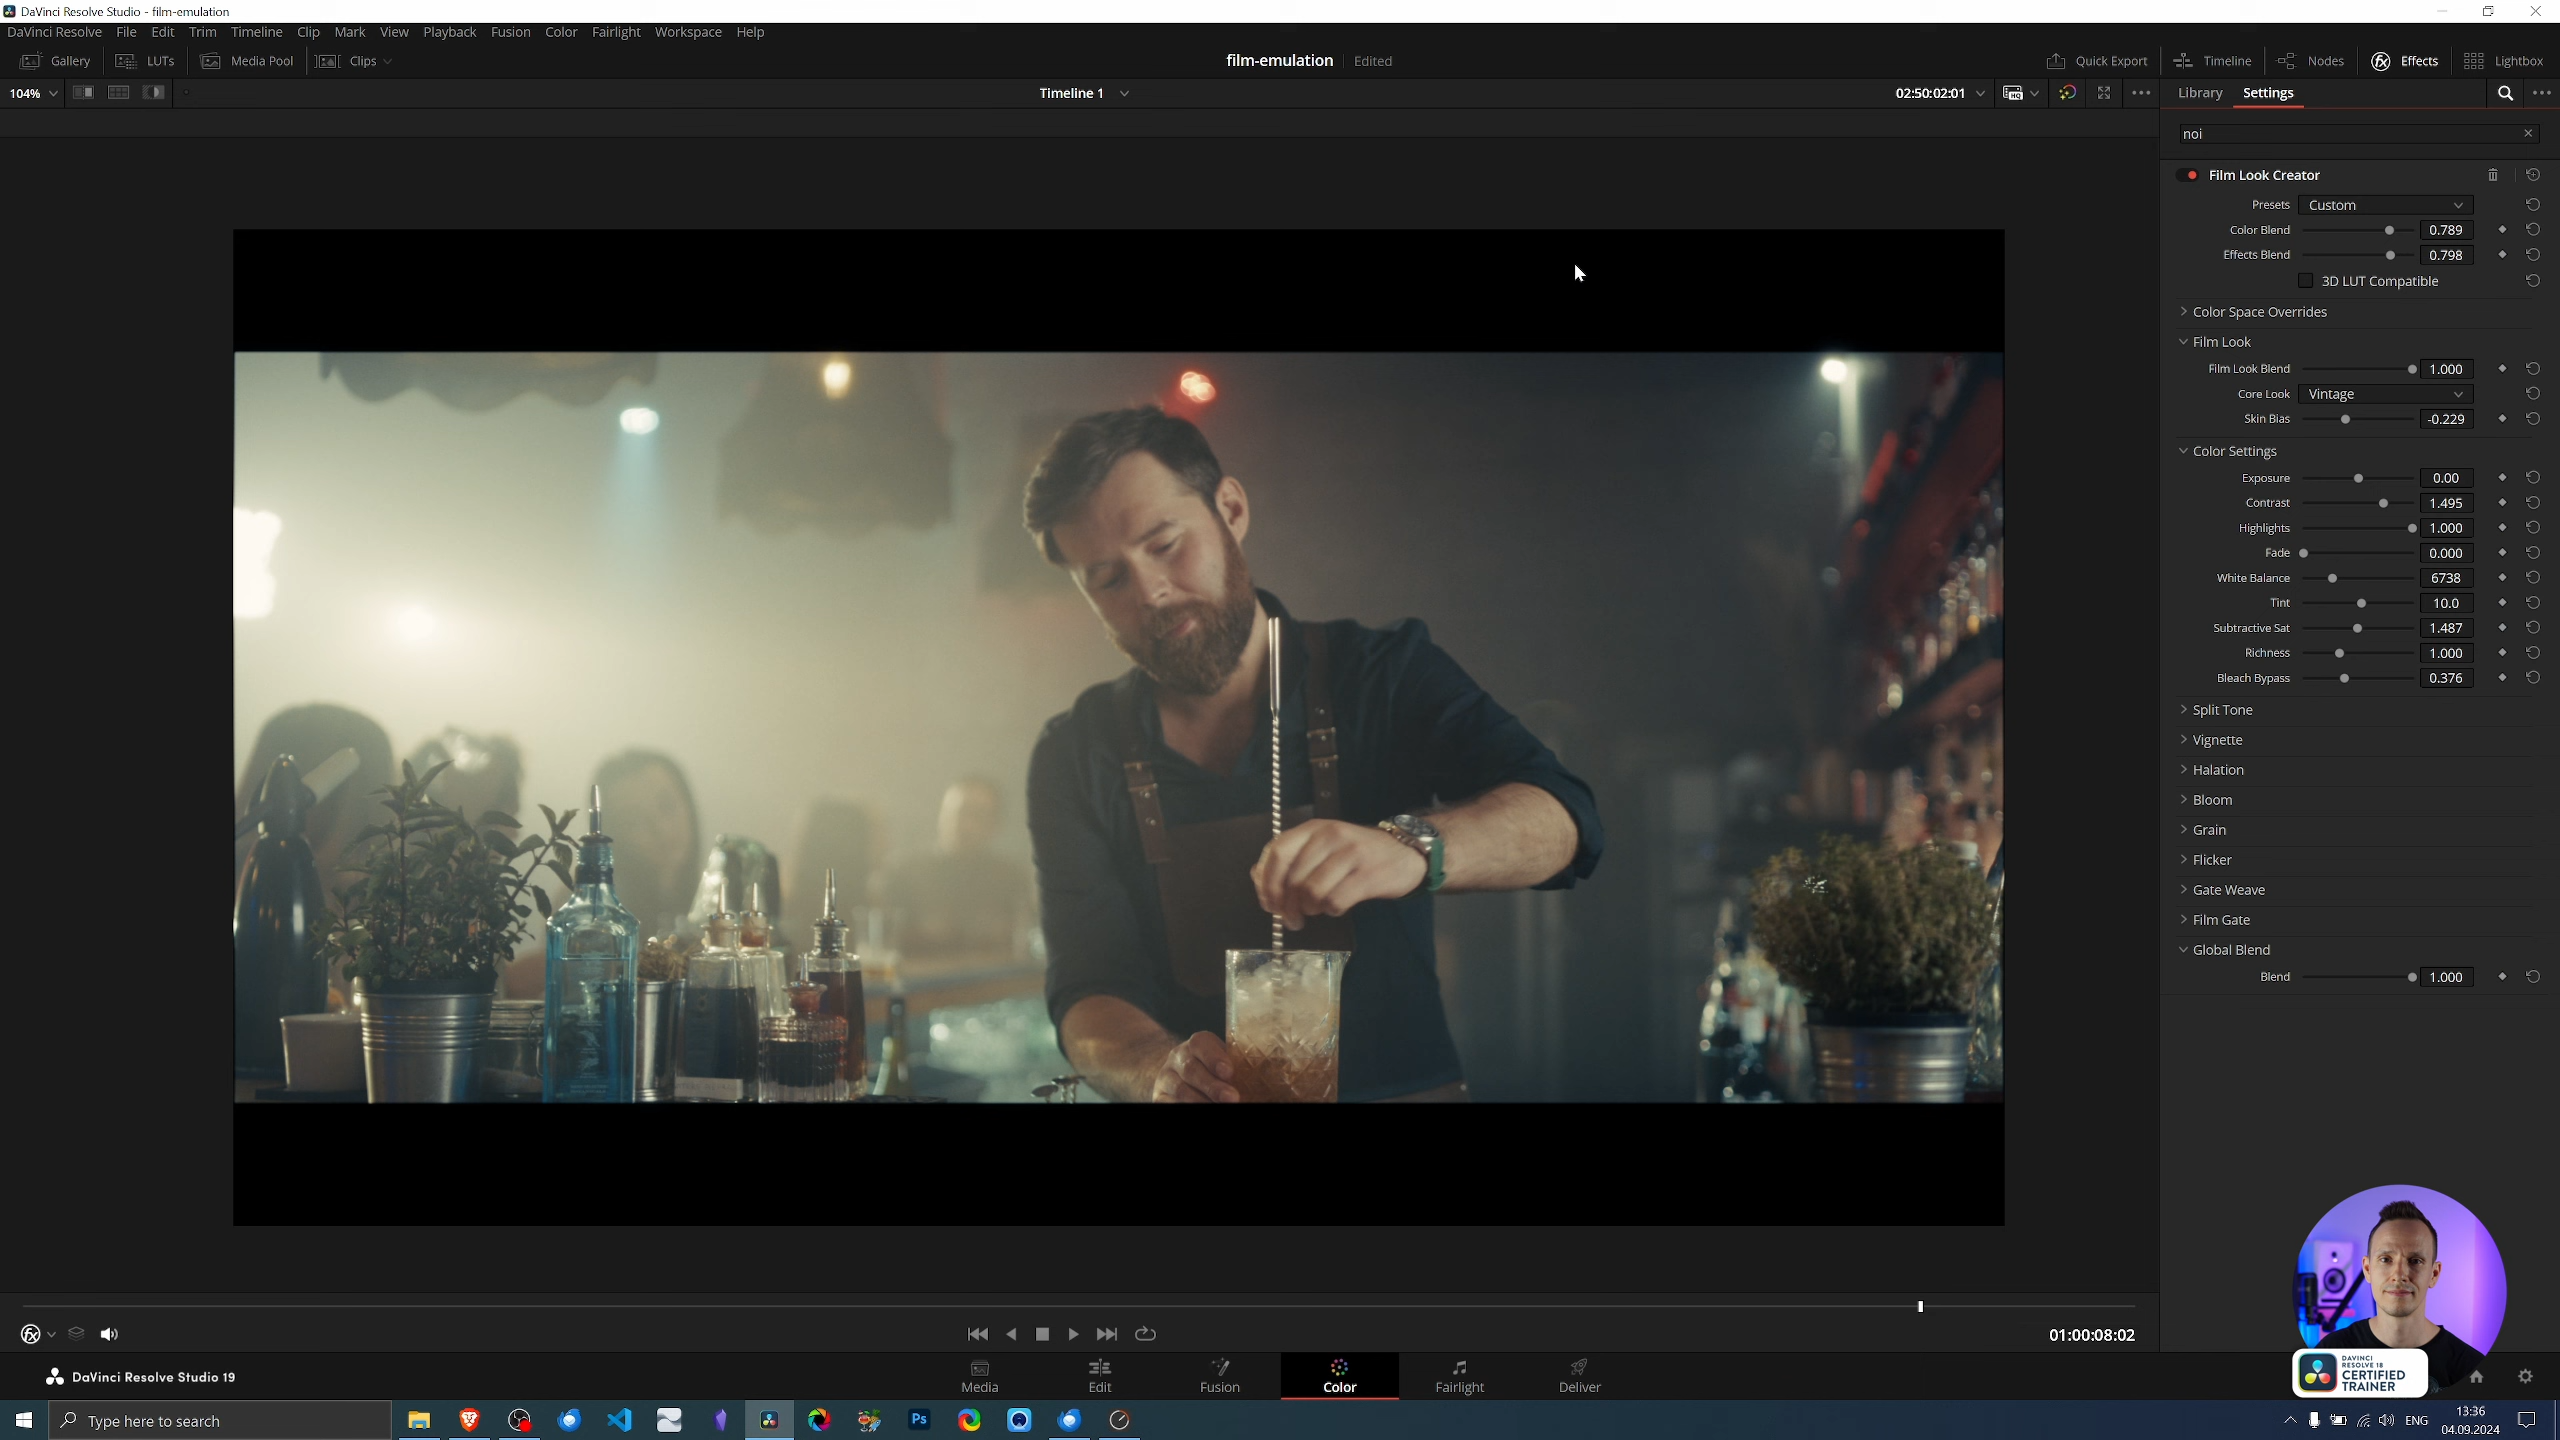 DaVinci Resolve Studio - film-emulation
DaVinci Resolve File Edit Trim Timeline Clip Mark View Playback Fusion Color Fairlight Workspace Help
Gallery LUTs Media Pool Clips film-emulation Edited Quick Export Timeline Nodes Effects Lightbox
104% Timeline 1 02:50:02:01 HQ Library Settings
noi
Film Look Creator
Presets Custom
Color Blend 0.789
Effects Blend 0.798
3D LUT Compatible
Color Space Overrides
Film Look
Film Look Blend 1.000
Core Look Vintage
Skin Bias -0.229
Color Settings
Exposure 0.00
Contrast 1.495
Highlights 1.000
Fade 0.000
White Balance 6738
Tint 10.0
Subtractive Sat 1.487
Richness 1.000
Bleach Bypass 0.376
Split Tone
Vignette
Halation
Bloom
Grain
Flicker
Gate Weave
Film Gate
Global Blend
Blend 1.000
01:00:08:02
DaVinci Resolve Studio 19
Media Edit Fusion Color Fairlight Deliver
DAVINCI
RESOLVE 18
CERTIFIED
TRAINER
Type here to search
Ps
ENG
13:36
04.09.2024